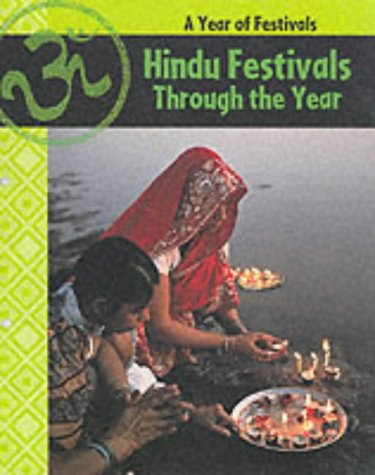 ॐ
A Year of Festivals
Hindu Festivals
Through the Year